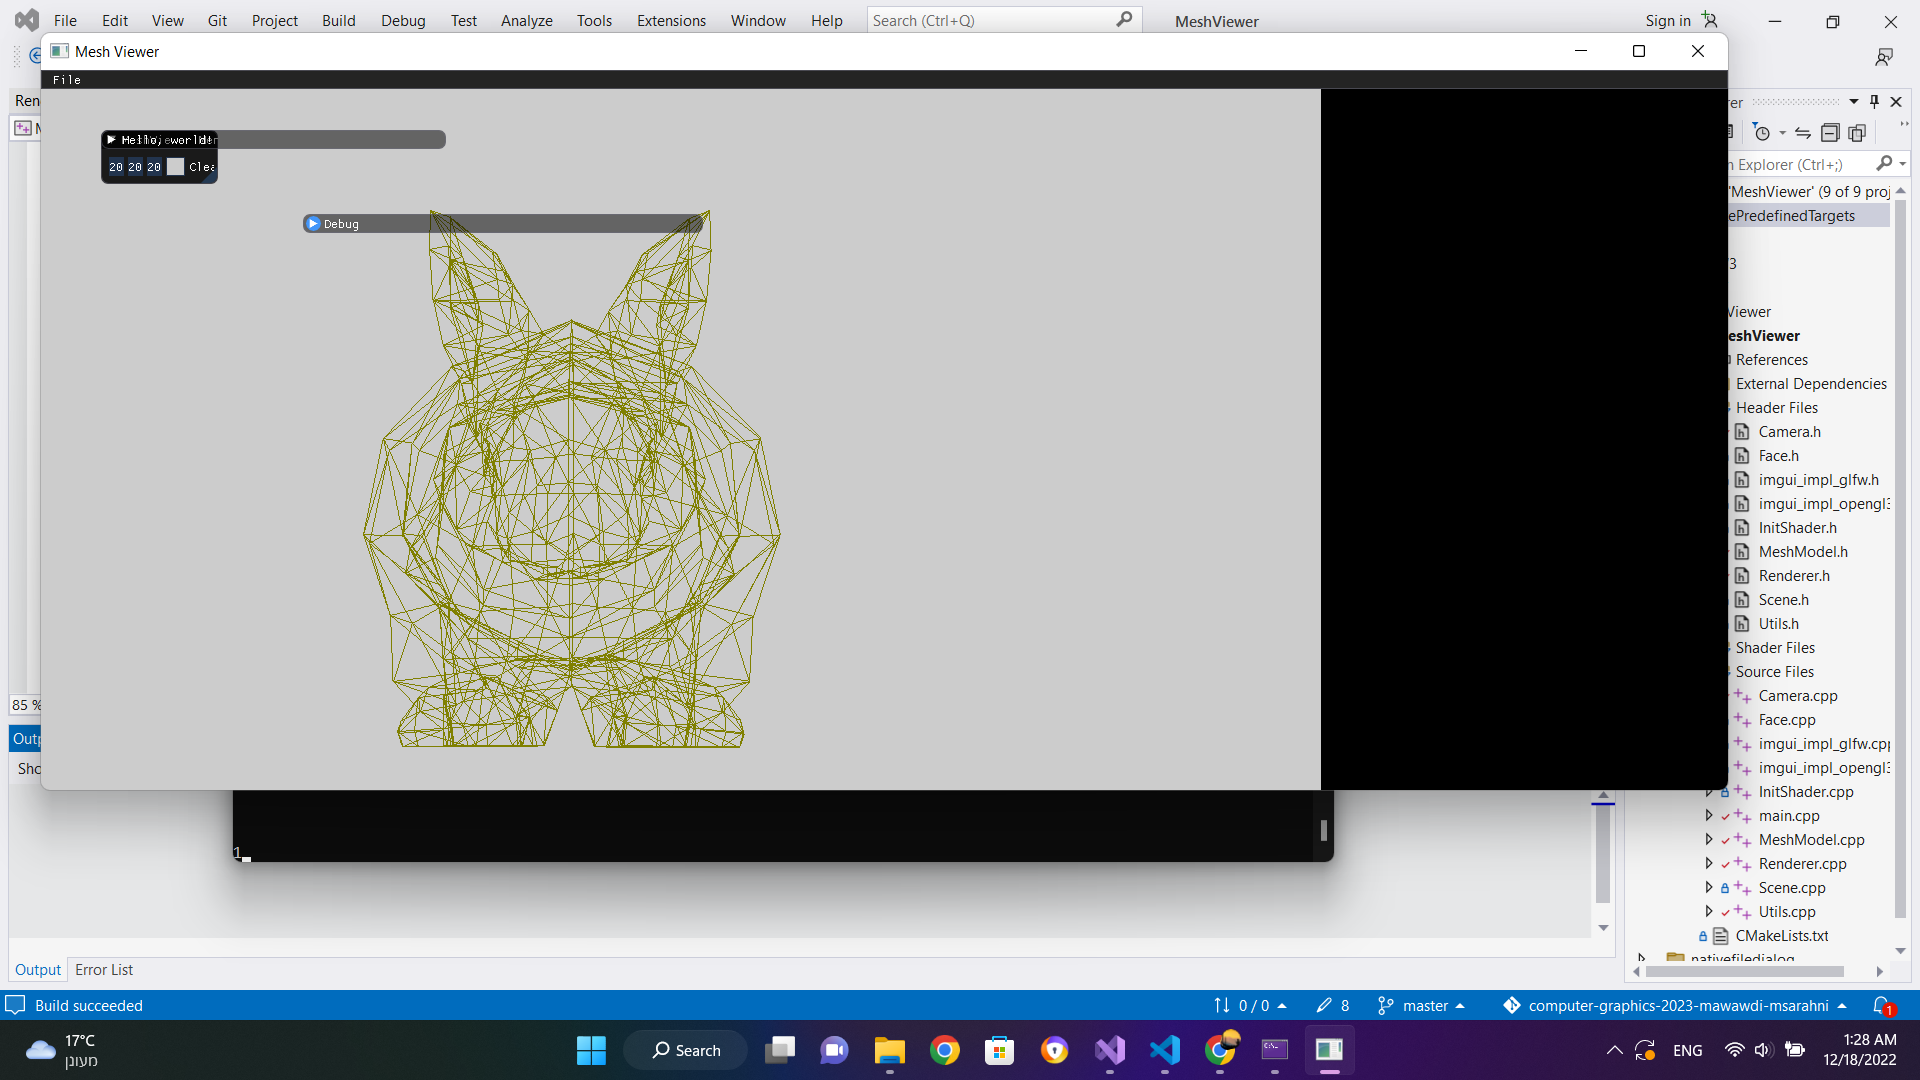 File Edit View Git Project Build Debug Test Analyze Tools Extensions Window Help Search (Ctrl+Q) MeshViewer Sign in
Mesh Viewer
File
Ren
Hello, world!
20 20 20 Clea
Debug
85 %
Outp
Sho
1
Output Error List
rer
n Explorer (Ctrl+;)
'MeshViewer' (9 of 9 proj
ePredefinedTargets
/3
Viewer
eshViewer
References
External Dependencies
Header Files
Camera.h
Face.h
imgui_impl_glfw.h
imgui_impl_opengl3
InitShader.h
MeshModel.h
Renderer.h
Scene.h
Utils.h
Shader Files
Source Files
Camera.cpp
Face.cpp
imgui_impl_glfw.cpp
imgui_impl_opengl3
InitShader.cpp
main.cpp
MeshModel.cpp
Renderer.cpp
Scene.cpp
Utils.cpp
CMakeLists.txt
nativefiledialog
Build succeeded 0 / 0 8 master computer-graphics-2023-mawawdi-msarahni 1
17°C
מעונן
Search
ENG
1:28 AM
12/18/2022